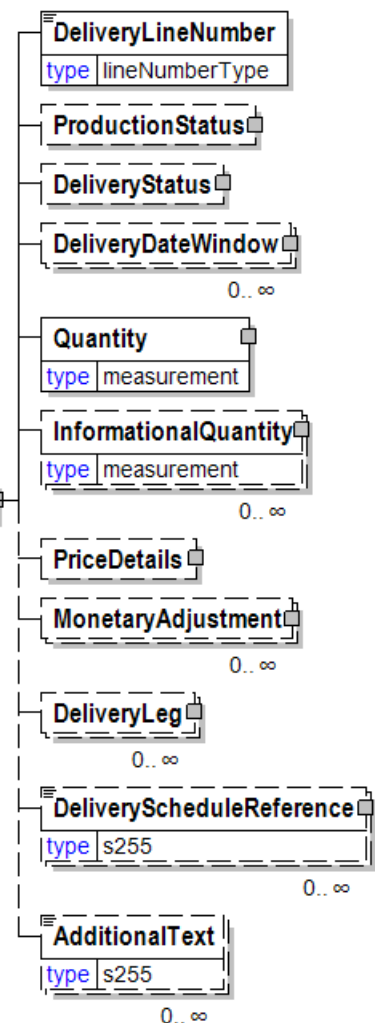 DeliveryLineNumber
type lineNumberType
ProductionStatus
DeliveryStatus
DeliveryDateWindow
0.. ∞
Quantity
type measurement
InformationalQuantity
type measurement
0.. ∞
PriceDetails
MonetaryAdjustment
0.. ∞
DeliveryLeg
0.. ∞
DeliveryScheduleReference
type s255
0.. ∞
AdditionalText
type s255
0.. ∞